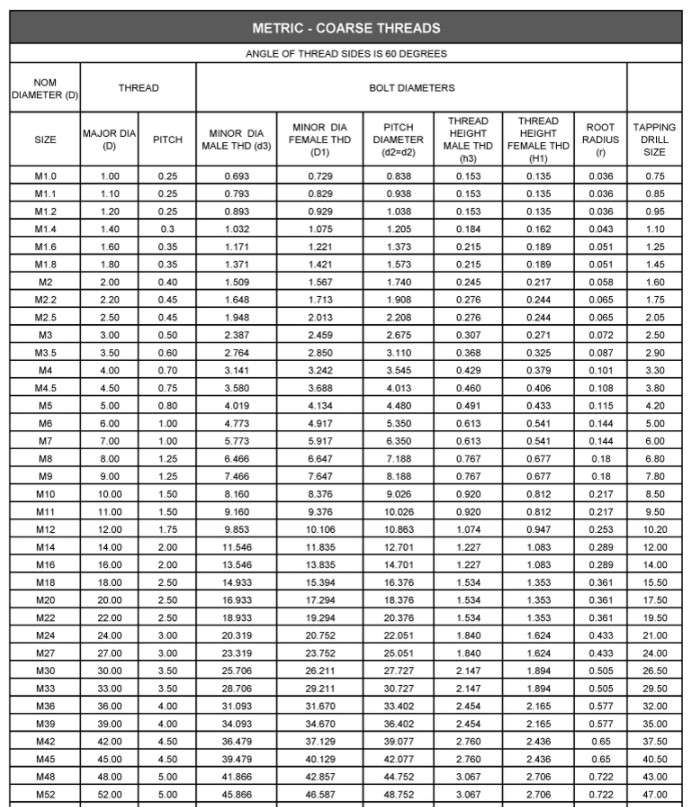 METRIC - COARSE THREADS
ANGLE OF THREAD SIDES IS 60 DEGREES
NOM DIAMETER (D) THREAD BOLT DIAMETERS
SIZE MAJOR DIA (D) PITCH MINOR DIA MALE THD (d3) MINOR DIA FEMALE THD (D1) PITCH DIAMETER (d2=d2) THREAD HEIGHT MALE THD (h3) THREAD HEIGHT FEMALE THD (H1) ROOT RADIUS (r) TAPPING DRILL SIZE
M1.0 1.00 0.25 0.693 0.729 0.838 0.153 0.135 0.036 0.75
M1.1 1.10 0.25 0.793 0.829 0.938 0.153 0.135 0.036 0.85
M1.2 1.20 0.25 0.893 0.929 1.038 0.153 0.135 0.036 0.95
M1.4 1.40 0.3 1.032 1.075 1.205 0.184 0.162 0.043 1.10
M1.6 1.60 0.35 1.171 1.221 1.373 0.215 0.189 0.051 1.25
M1.8 1.80 0.35 1.371 1.421 1.573 0.215 0.189 0.051 1.45
M2 2.00 0.40 1.509 1.567 1.740 0.245 0.217 0.058 1.60
M2.2 2.20 0.45 1.648 1.713 1.908 0.276 0.244 0.065 1.75
M2.5 2.50 0.45 1.948 2.013 2.208 0.276 0.244 0.065 2.05
M3 3.00 0.50 2.387 2.459 2.675 0.307 0.271 0.072 2.50
M3.5 3.50 0.60 2.764 2.850 3.110 0.368 0.325 0.087 2.90
M4 4.00 0.70 3.141 3.242 3.545 0.429 0.379 0.101 3.30
M4.5 4.50 0.75 3.580 3.688 4.013 0.460 0.406 0.108 3.80
M5 5.00 0.80 4.019 4.134 4.480 0.491 0.433 0.115 4.20
M6 6.00 1.00 4.773 4.917 5.350 0.613 0.541 0.144 5.00
M7 7.00 1.00 5.773 5.917 6.350 0.613 0.541 0.144 6.00
M8 8.00 1.25 6.466 6.647 7.188 0.767 0.677 0.18 6.80
M9 9.00 1.25 7.466 7.647 8.188 0.767 0.677 0.18 7.80
M10 10.00 1.50 8.160 8.376 9.026 0.920 0.812 0.217 8.50
M11 11.00 1.50 9.160 9.376 10.026 0.920 0.812 0.217 9.50
M12 12.00 1.75 9.853 10.106 10.863 1.074 0.947 0.253 10.20
M14 14.00 2.00 11.546 11.835 12.701 1.227 1.083 0.289 12.00
M16 16.00 2.00 13.546 13.835 14.701 1.227 1.083 0.289 14.00
M18 18.00 2.50 14.933 15.394 16.376 1.534 1.353 0.361 15.50
M20 20.00 2.50 16.933 17.294 18.376 1.534 1.353 0.361 17.50
M22 22.00 2.50 18.933 19.294 20.376 1.534 1.353 0.361 19.50
M24 24.00 3.00 20.319 20.752 22.051 1.840 1.624 0.433 21.00
M27 27.00 3.00 23.319 23.752 25.051 1.840 1.624 0.433 24.00
M30 30.00 3.50 25.706 26.211 27.727 2.147 1.894 0.505 26.50
M33 33.00 3.50 28.706 29.211 30.727 2.147 1.894 0.505 29.50
M36 36.00 4.00 31.093 31.670 33.402 2.454 2.165 0.577 32.00
M39 39.00 4.00 34.093 34.670 36.402 2.454 2.165 0.577 35.00
M42 42.00 4.50 36.479 37.129 39.077 2.760 2.436 0.65 37.50
M45 45.00 4.50 39.479 40.129 42.077 2.760 2.436 0.65 40.50
M48 48.00 5.00 41.866 42.857 44.752 3.067 2.706 0.722 43.00
M52 52.00 5.00 45.866 46.587 48.752 3.067 2.706 0.722 47.00